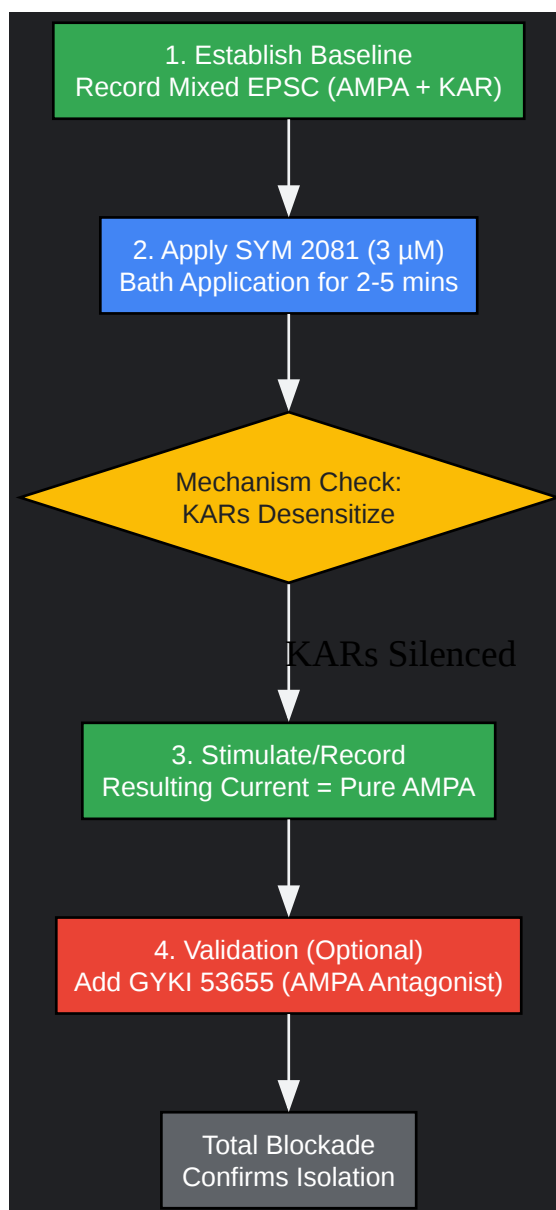 1. Establish Baseline
Record Mixed EPSC (AMPA + KAR)
2. Apply SYM 2081 (3 µM)
Bath Application for 2-5 mins
Mechanism Check:
KARs Desensitize
KARs Silenced
3. Stimulate/Record
Resulting Current = Pure AMPA
4. Validation (Optional)
Add GYKI 53655 (AMPA Antagonist)
Total Blockade
Confirms Isolation